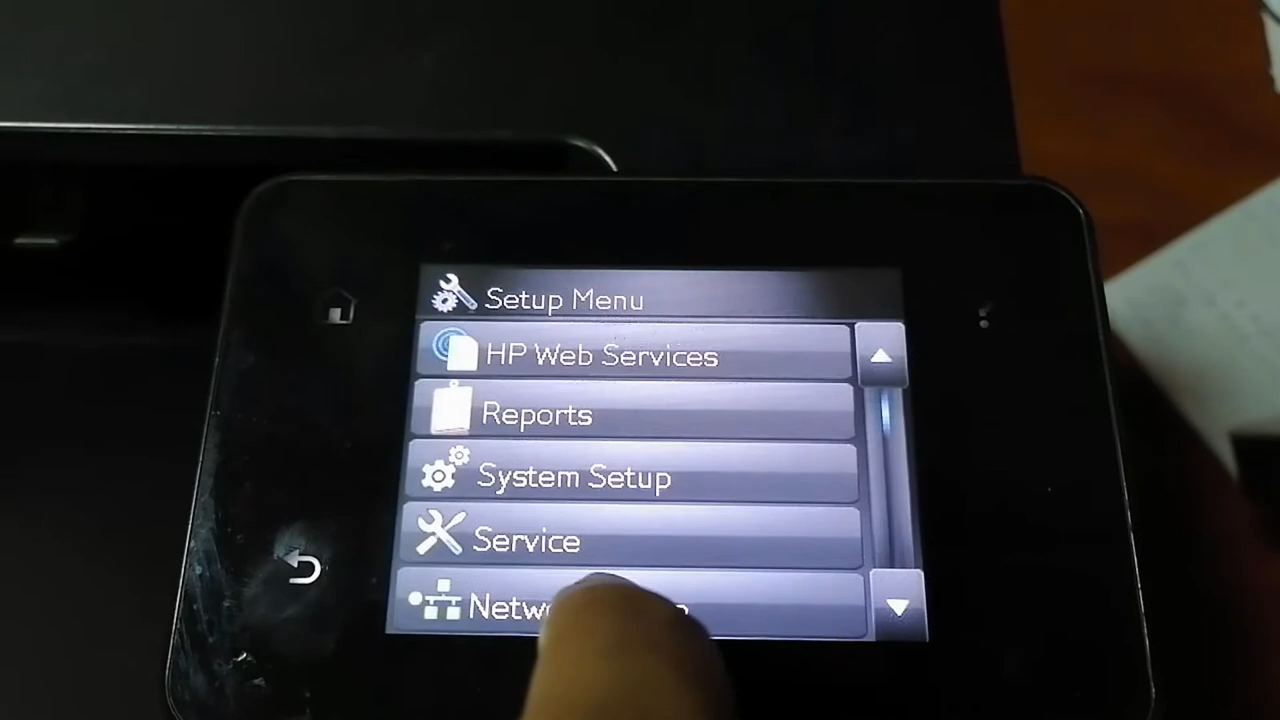 Setup Menu
HP Web Services
Reports
System Setup
Service